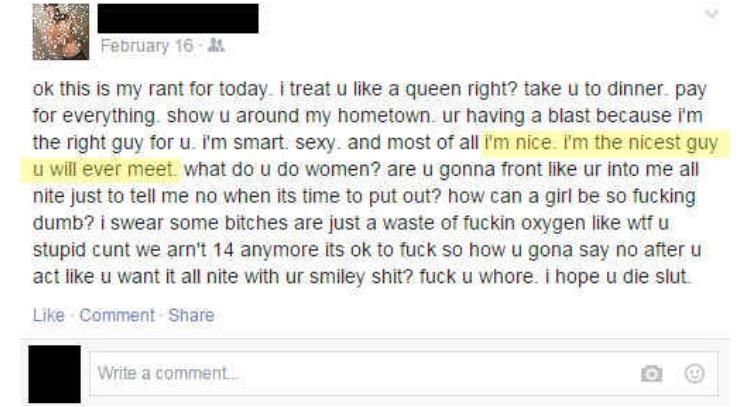 February 16
ok this is my rant for today. i treat u like a queen right? take u to dinner. pay
for everything. show u around my hometown. ur having a blast because i'm
the right guy for u. i'm smart. sexy. and most of all i'm nice. i'm the nicest guy
u will ever meet. what do u do women? are u gonna front like ur into me all
nite just to tell me no when its time to put out? how can a girl be so fucking
dumb? i swear some bitches are just a waste of fuckin oxygen like wtf u
stupid cunt we arn't 14 anymore its ok to fuck so how u gona say no after u
act like u want it all nite with ur smiley shit? fuck u whore. i hope u die slut.
Like · Comment · Share
Write a comment...